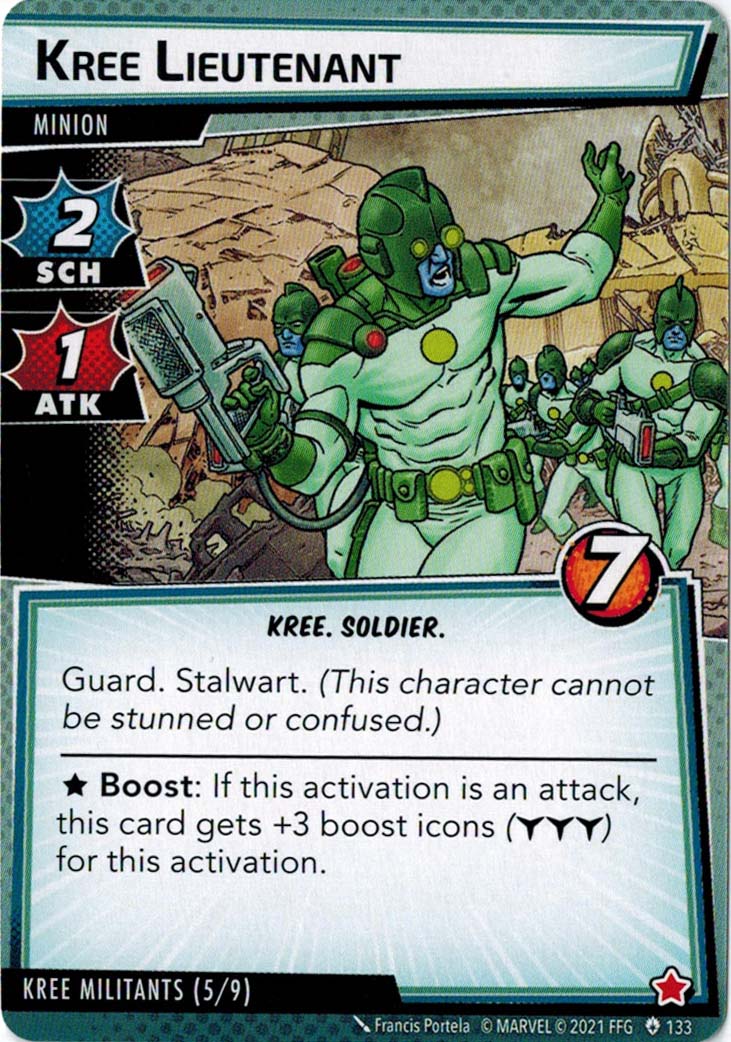 KREE LIEUTENANT
MINION
2
SCH
1
ATK
7
KREE. SOLDIER.
Guard. Stalwart. (This character cannot
be stunned or confused.)
★ Boost: If this activation is an attack,
this card gets +3 boost icons ()
for this activation.
KREE MILITANTS (5/9)
Francis Portela © MARVEL © 2021 FFG 133